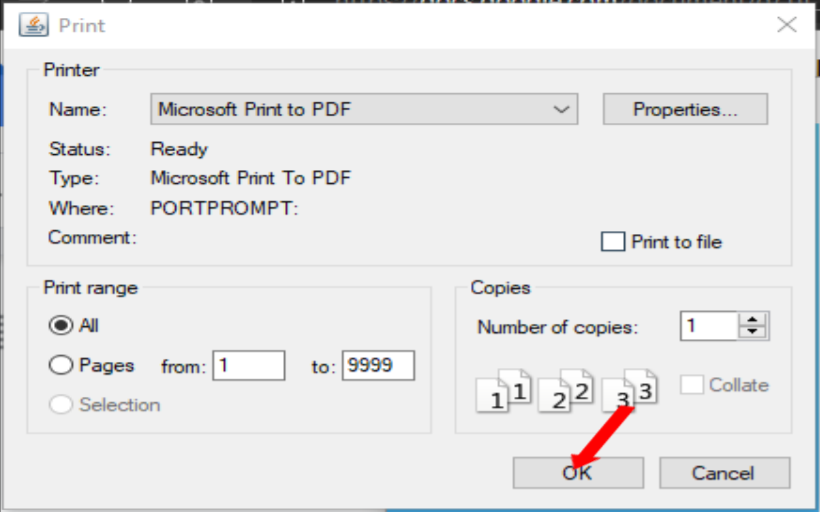 Print
Printer
Name: Microsoft Print to PDF Properties...
Status: Ready
Type: Microsoft Print To PDF
Where: PORTPROMPT:
Comment:
Print to file
Print range
All
Pages from: 1 to: 9999
Selection
Copies
Number of copies: 1
1 1 2 2 3 3
Collate
OK Cancel